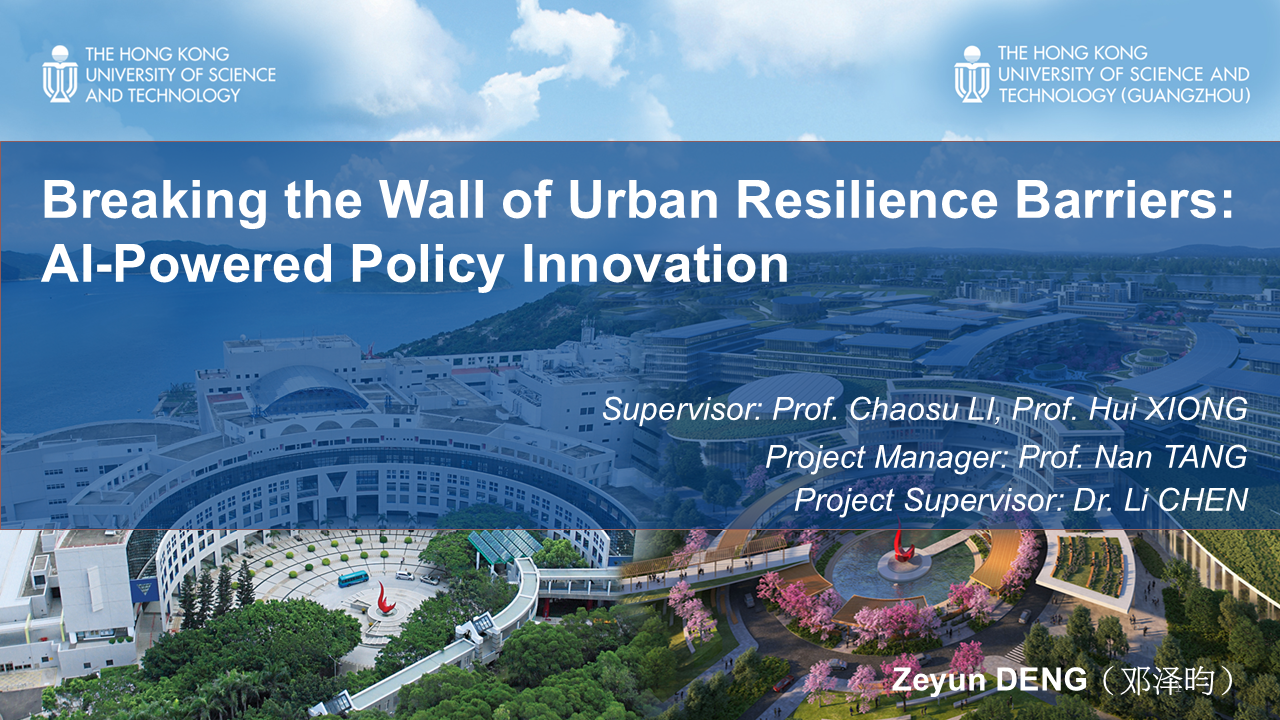 THE HONG KONG
UNIVERSITY OF SCIENCE
AND TECHNOLOGY
THE HONG KONG
UNIVERSITY OF SCIENCE AND
TECHNOLOGY (GUANGZHOU)
Breaking the Wall of Urban Resilience Barriers:
AI-Powered Policy Innovation
Supervisor: Prof. Chaosu LI, Prof. Hui XIONG
Project Manager: Prof. Nan TANG
Project Supervisor: Dr. Li CHEN
Zeyun DENG（邓泽昀）